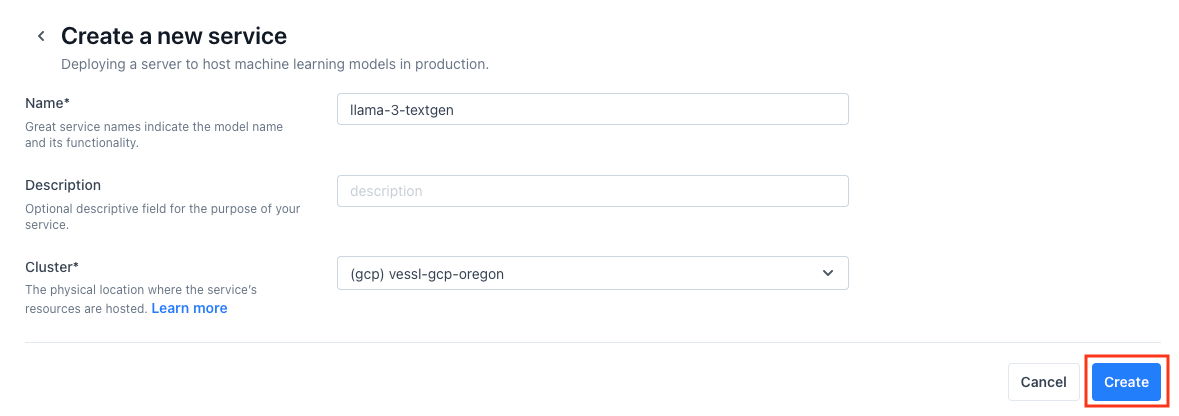 Create a new service
Deploying a server to host machine learning models in production.
Name*
Great service names indicate the model name
and its functionality.
llama-3-textgen
Description
Optional descriptive field for the purpose of your
service.
description
Cluster*
The physical location where the service's
resources are hosted. Learn more
(gcp) vessl-gcp-oregon
Cancel
Create